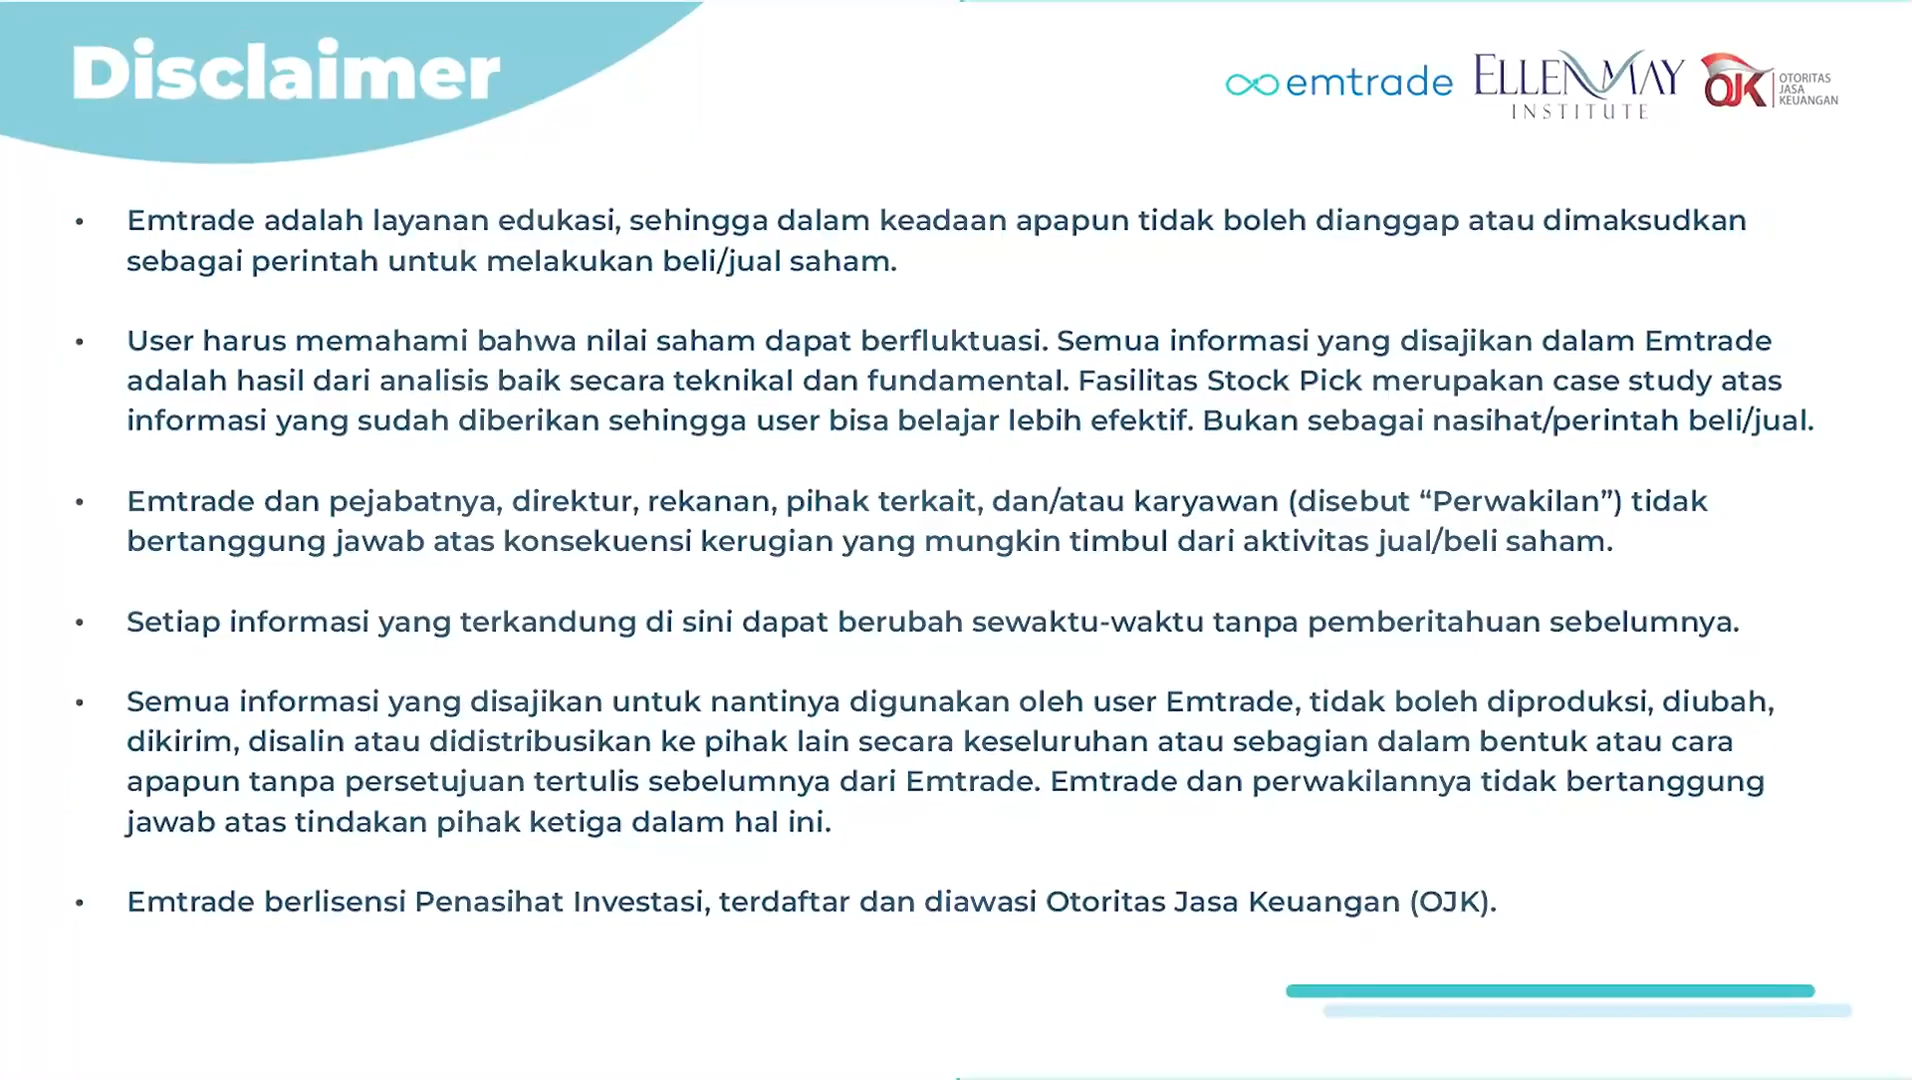 Disclaimer
emtrade
ELLEN MAY
INSTITUTE
OJK
OTORITAS
JASA
KEUANGAN
• Emtrade adalah layanan edukasi, sehingga dalam keadaan apapun tidak boleh dianggap atau dimaksudkan
sebagai perintah untuk melakukan beli/jual saham.
• User harus memahami bahwa nilai saham dapat berfluktuasi. Semua informasi yang disajikan dalam Emtrade
adalah hasil dari analisis baik secara teknikal dan fundamental. Fasilitas Stock Pick merupakan case study atas
informasi yang sudah diberikan sehingga user bisa belajar lebih efektif. Bukan sebagai nasihat/perintah beli/jual.
• Emtrade dan pejabatnya, direktur, rekanan, pihak terkait, dan/atau karyawan (disebut “Perwakilan”) tidak
bertanggung jawab atas konsekuensi kerugian yang mungkin timbul dari aktivitas jual/beli saham.
• Setiap informasi yang terkandung di sini dapat berubah sewaktu-waktu tanpa pemberitahuan sebelumnya.
• Semua informasi yang disajikan untuk nantinya digunakan oleh user Emtrade, tidak boleh diproduksi, diubah,
dikirim, disalin atau didistribusikan ke pihak lain secara keseluruhan atau sebagian dalam bentuk atau cara
apapun tanpa persetujuan tertulis sebelumnya dari Emtrade. Emtrade dan perwakilannya tidak bertanggung
jawab atas tindakan pihak ketiga dalam hal ini.
• Emtrade berlisensi Penasihat Investasi, terdaftar dan diawasi Otoritas Jasa Keuangan (OJK).